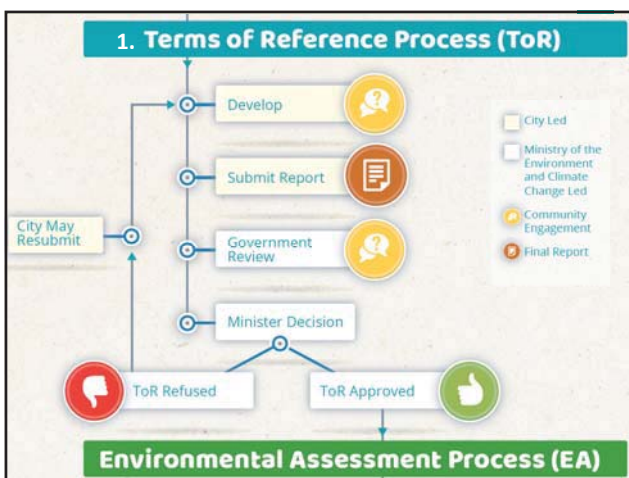 1. Terms of Reference Process (ToR)
Develop
Submit Report
Government
Review
Minister Decision
City May
Resubmit
ToR Refused
ToR Approved
City Led
Ministry of the
Environment
and Climate
Change Led
Community
Engagement
Final Report
Environmental Assessment Process (EA)